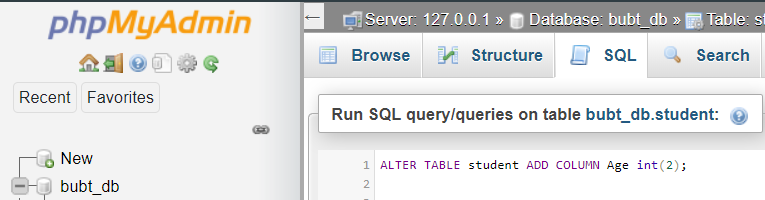 phpMyAdmin
Recent Favorites
New
bubt_db
← Server: 127.0.0.1 » Database: bubt_db » Table:
Browse Structure SQL Search
Run SQL query/queries on table bubt_db.student:
1 ALTER TABLE student ADD COLUMN Age int(2);
2